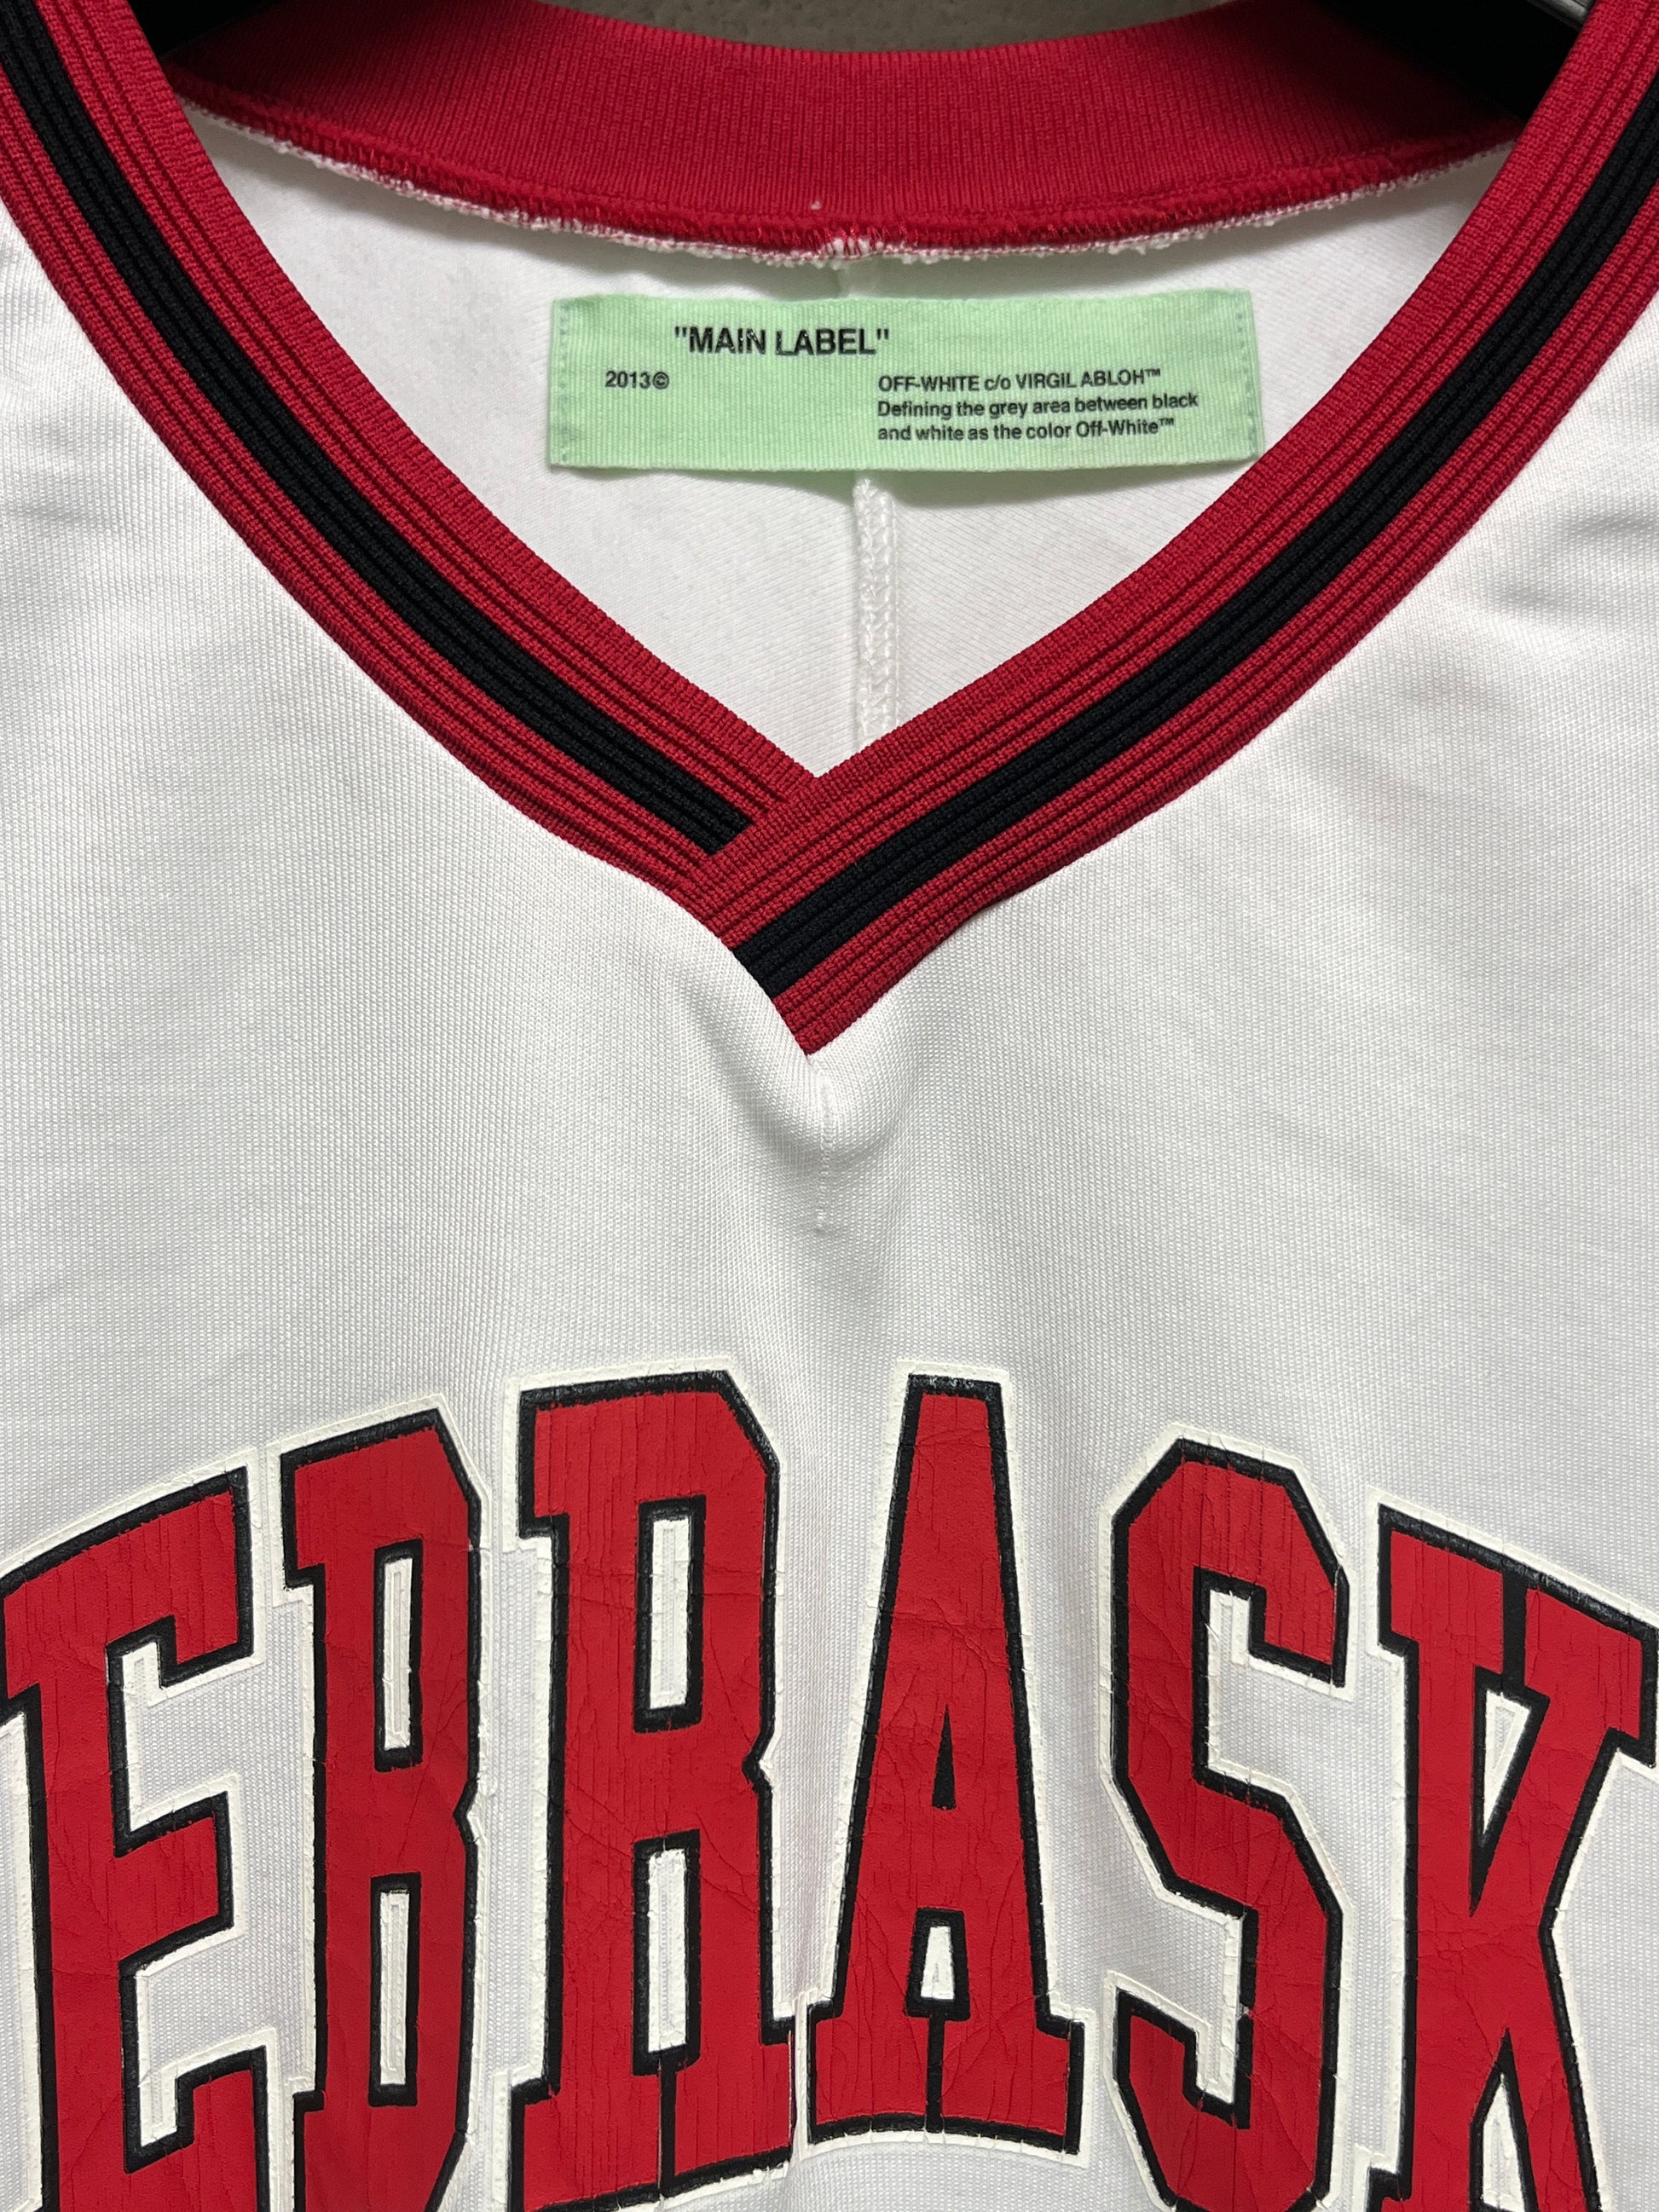 "MAIN LABEL"
2013©
OFF-WHITE c/o VIRGIL ABLOH™
Defining the grey area between black
and white as the color Off-White™
EBRASK